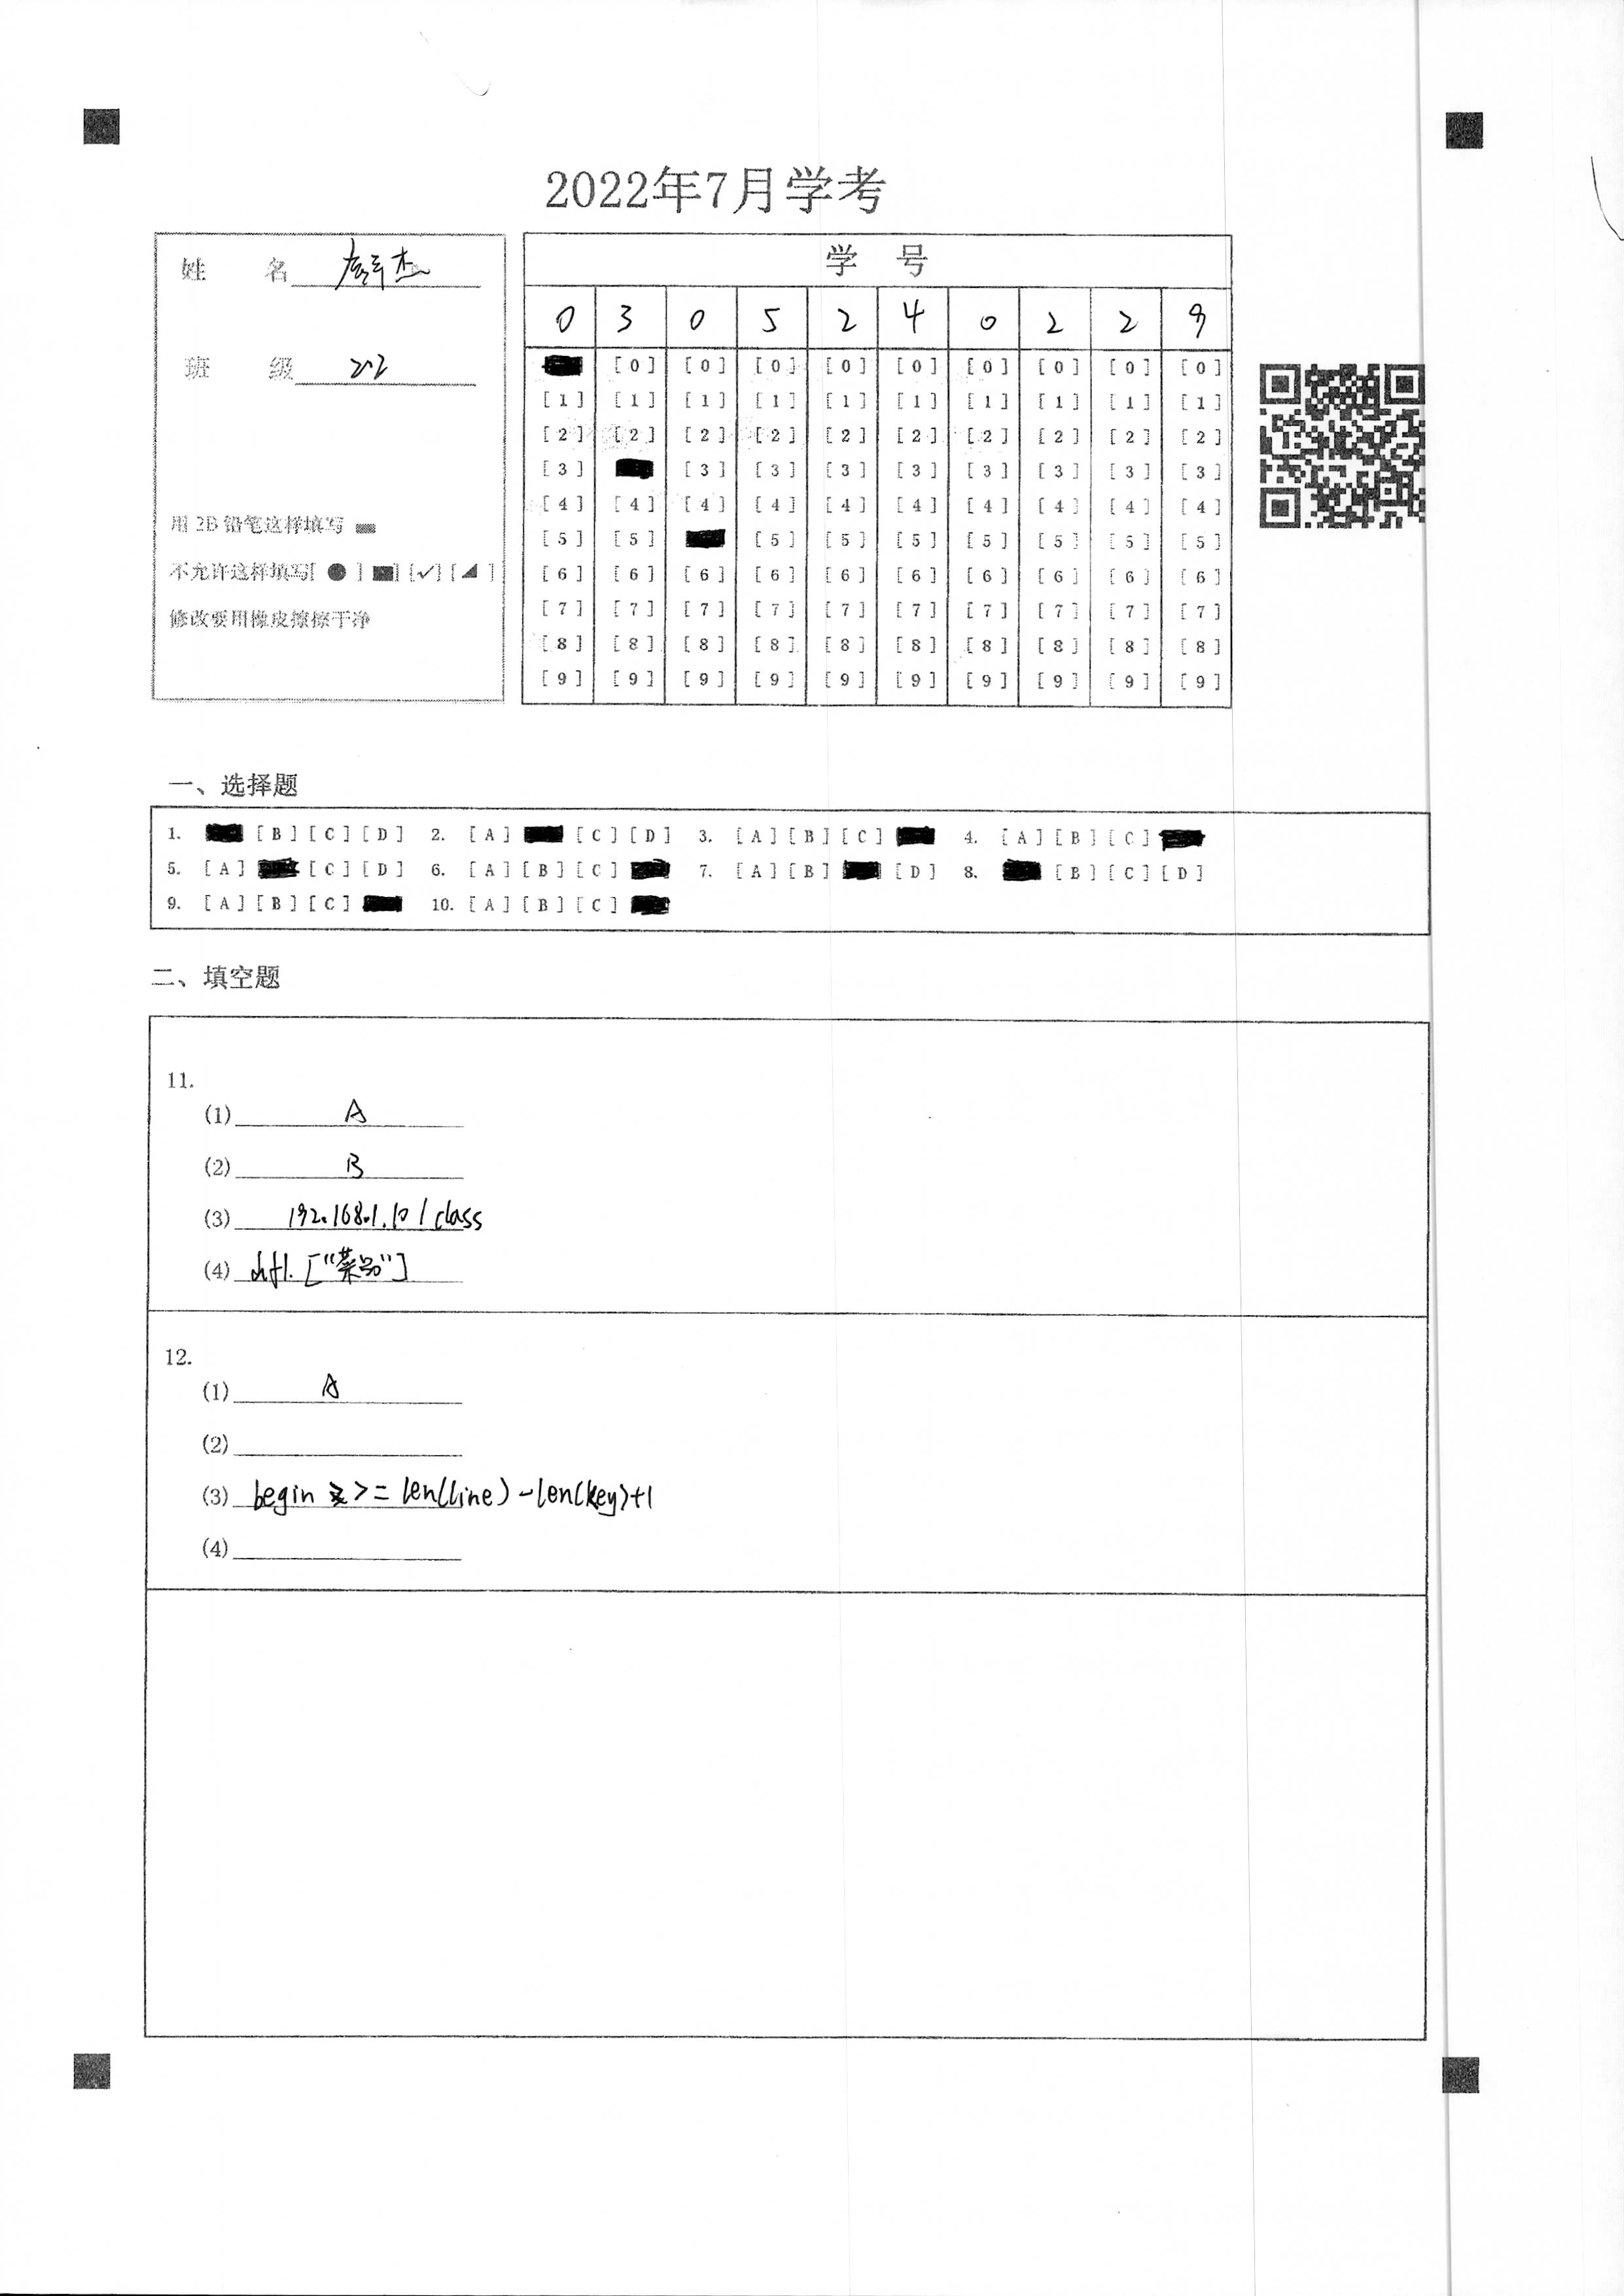 2022年7月学考
姓 名
班 级 212
用 2B 铅笔这样填写
不允许这样填写[ ● ] [■] [✓] [◢ ]
修改要用橡皮擦擦干净
学 号
0 3 0 5 2 4 0 2 2 9
[0] [0] [0] [0] [0] [0] [0] [0] [0]
[1] [1] [1] [1] [1] [1] [1] [1] [1] [1]
[2] [2] [2] [2] [2] [2] [2] [2] [2] [2]
[3] [3] [3] [3] [3] [3] [3] [3] [3]
[4] [4] [4] [4] [4] [4] [4] [4] [4] [4]
[5] [5] [5] [5] [5] [5] [5] [5] [5]
[6] [6] [6] [6] [6] [6] [6] [6] [6] [6]
[7] [7] [7] [7] [7] [7] [7] [7] [7] [7]
[8] [8] [8] [8] [8] [8] [8] [8] [8] [8]
[9] [9] [9] [9] [9] [9] [9] [9] [9] [9]
一、选择题
1. [B] [C] [D] 2. [A] [C] [D] 3. [A] [B] [C] 4. [A] [B] [C]
5. [A] [C] [D] 6. [A] [B] [C] 7. [A] [B] [D] 8. [B] [C] [D]
9. [A] [B] [C] 10. [A] [B] [C]
二、填空题
11.
(1) A
(2) B
(3) 192.168.1.10 / class
(4) df1. ["菜品"]
12.
(1) A
(2)
(3) begin >= len(line) - len(key)+1
(4)